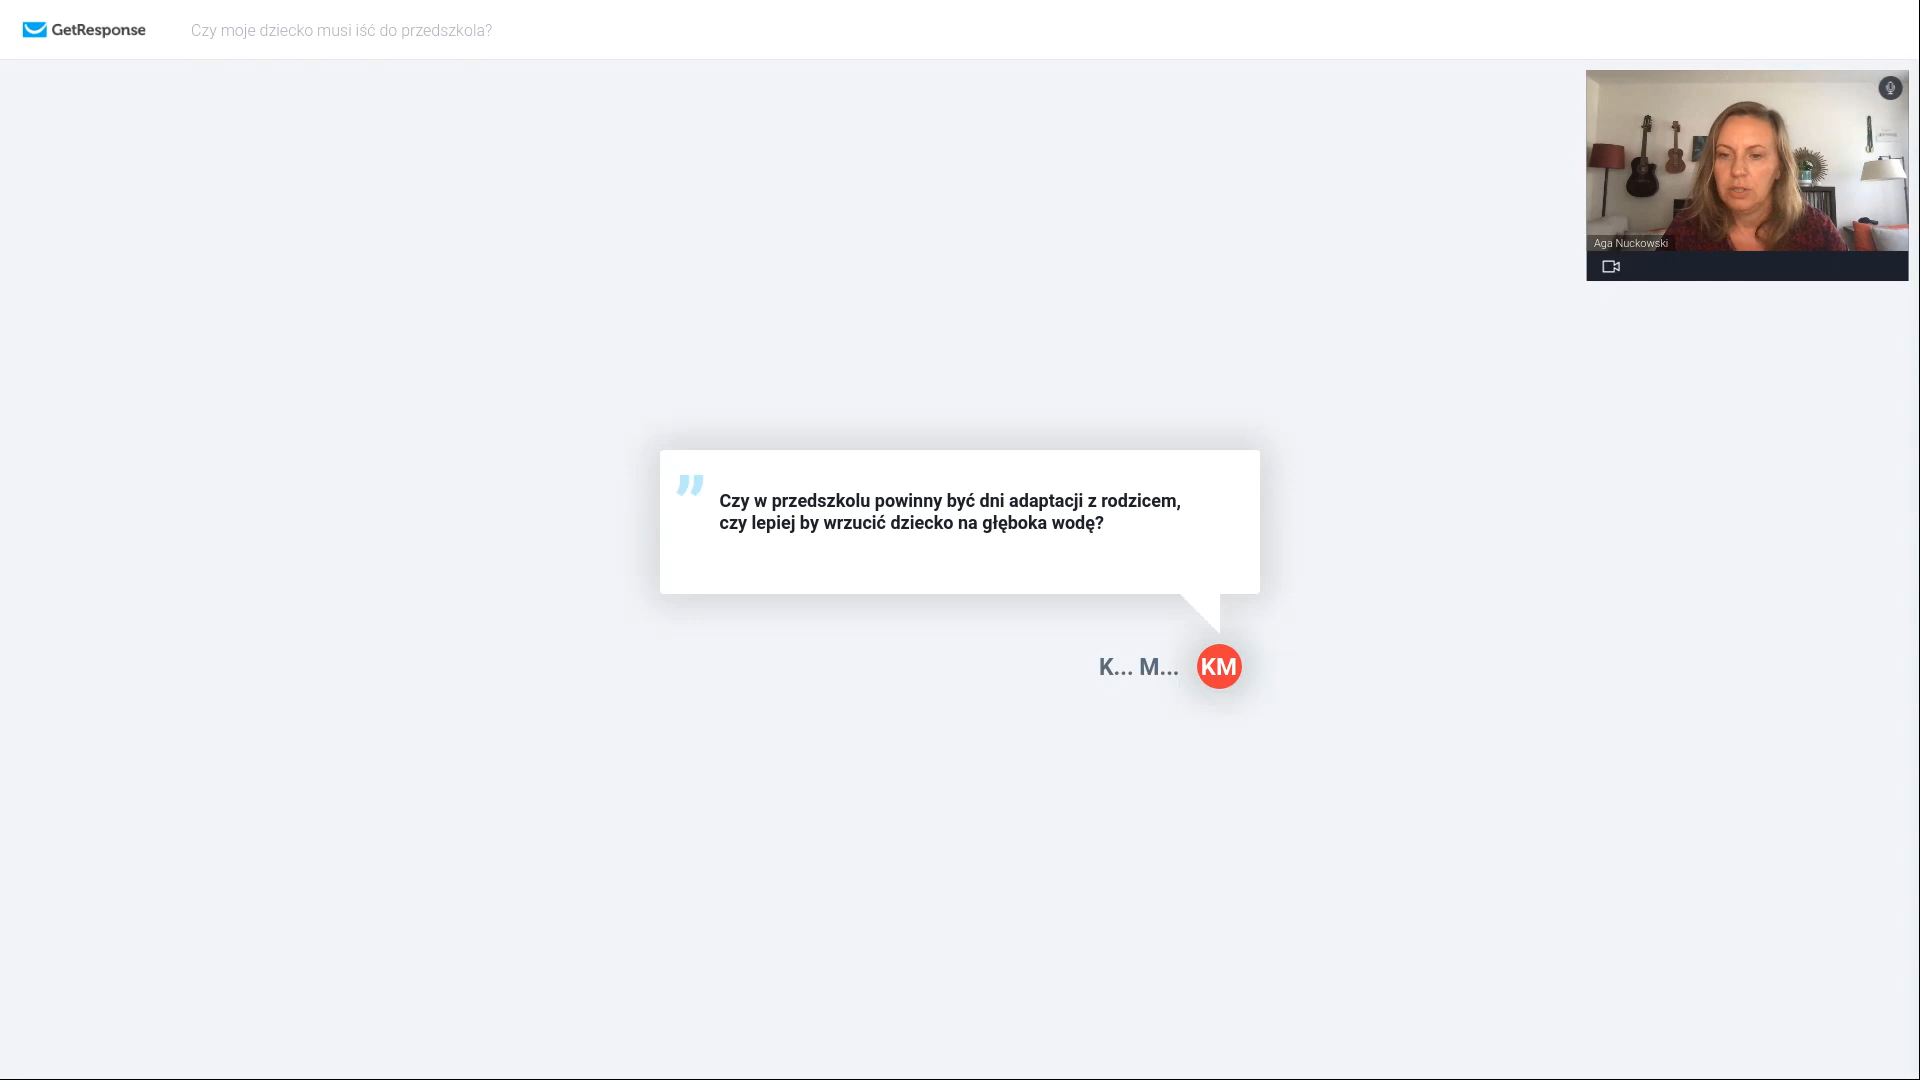 GetResponse
Czy moje dziecko musi iść do przedszkola?
Aga Nuckowski
Czy w przedszkolu powinny być dni adaptacji z rodzicem,
czy lepiej by wrzucić dziecko na głęboka wodę?
K... M...
KM